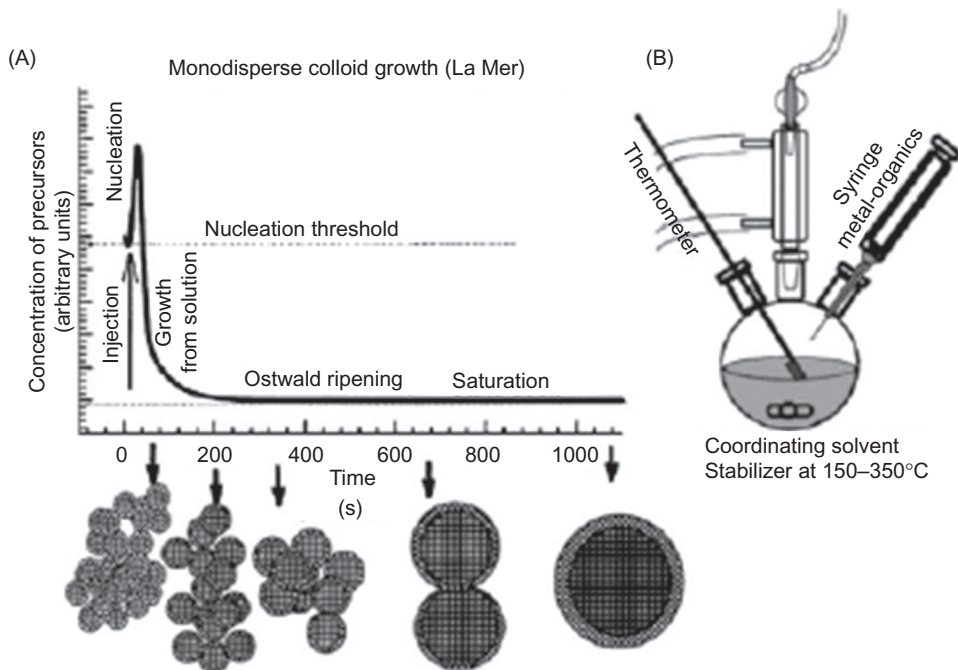 (A)
Monodisperse colloid growth (La Mer)
Concentration of precursors
(arbitrary units)
Nucleation
Injection
Nucleation threshold
Growth
from solution
Ostwald ripening
Saturation
0
200
400
600
800
1000
Time
(s)
(B)
Thermometer
Syringe
metal-organics
Coordinating solvent
Stabilizer at 150–350°C